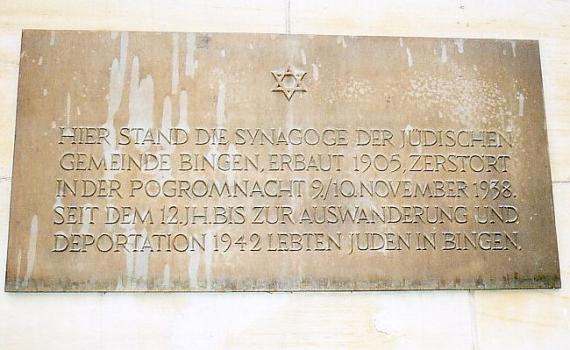 HIER STAND DIE SYNAGOGE DER JÜDISCHEN
GEMEINDE BINGEN, ERBAUT 1905, ZERSTÖRT
IN DER POGROMNACHT 9./10. NOVEMBER 1938.
SEIT DEM 12. JH. BIS ZUR AUSWANDERUNG UND
DEPORTATION 1942 LEBTEN JUDEN IN BINGEN.